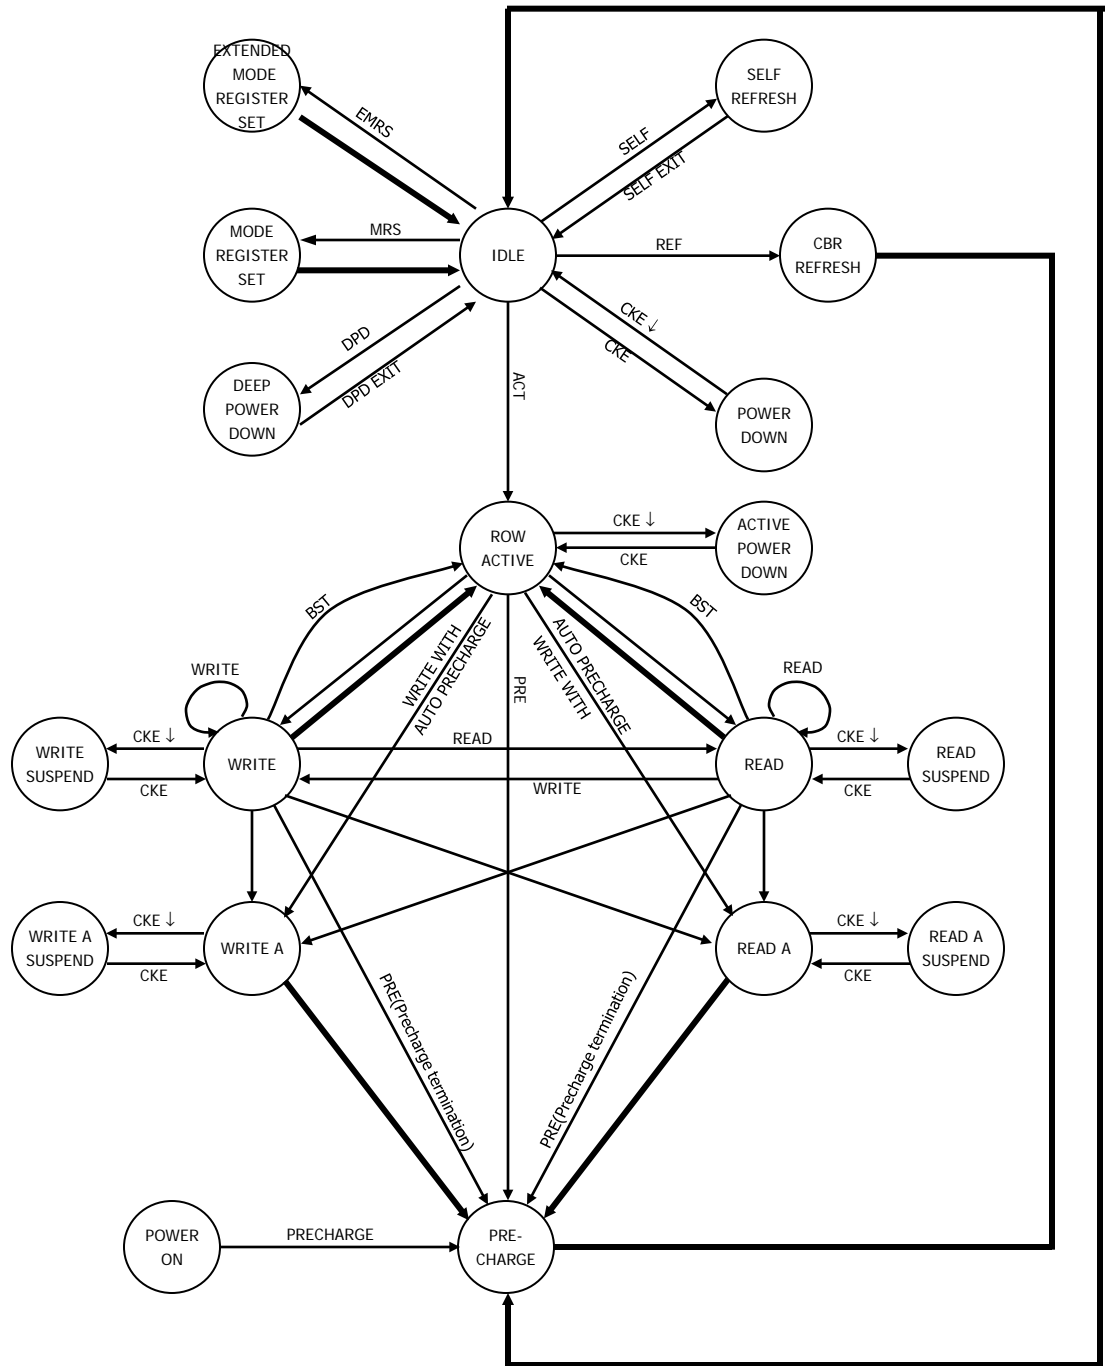 EXTENDED
MODE
REGISTER
SET
SELF
REFRESH
EMRS
SELF
SELF EXIT
MODE
REGISTER
SET
MRS
IDLE
REF
CBR
REFRESH
DPD
DPD EXIT
CKE ↓
CKE
DEEP
POWER
DOWN
ACT
POWER
DOWN
ROW
ACTIVE
CKE ↓
CKE
ACTIVE
POWER
DOWN
BST
BST
WRITE WITH
AUTO PRECHARGE
PRE
AUTO PRECHARGE
WRITE WITH
WRITE
READ
WRITE
SUSPEND
CKE ↓
CKE
WRITE
READ
WRITE
READ
CKE ↓
CKE
READ
SUSPEND
WRITE A
SUSPEND
CKE ↓
CKE
WRITE A
READ A
CKE ↓
CKE
READ A
SUSPEND
PRE(Precharge termination)
PRE(Precharge termination)
POWER
ON
PRECHARGE
PRE-
CHARGE